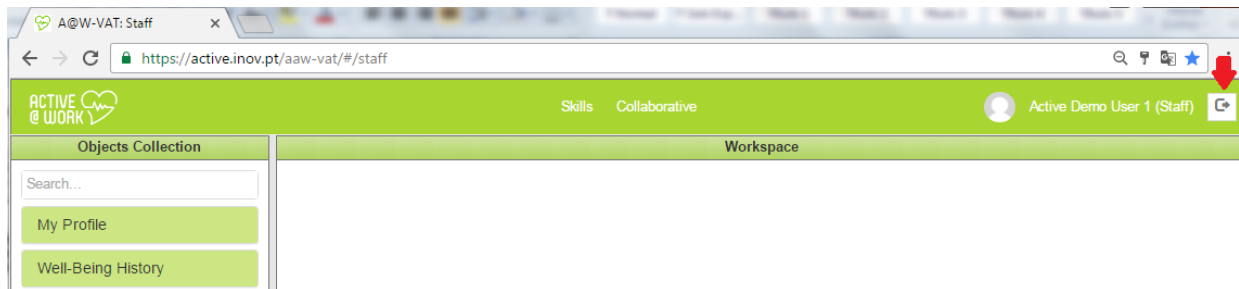 A@W-VAT: Staff
https://active.inov.pt/aaw-vat/#/staff
ACTIVE
@ WORK
Skills Collaborative Active Demo User 1 (Staff)
Objects Collection
Workspace
Search...
My Profile
Well-Being History